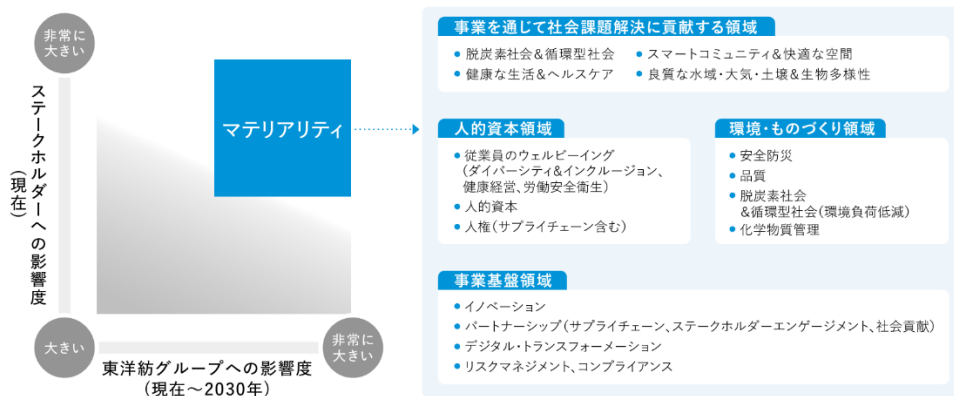 非常に
大きい
ステークホルダーへの影響度
(現在)
大きい
非常に
大きい
東洋紡グループへの影響度
(現在～2030年)
マテリアリティ
事業を通じて社会課題解決に貢献する領域
• 脱炭素社会&循環型社会
• スマートコミュニティ&快適な空間
• 健康な生活&ヘルスケア
• 良質な水域・大気・土壌&生物多様性
人的資本領域
• 従業員のウェルビーイング
(ダイバーシティ&インクルージョン、
健康経営、労働安全衛生)
• 人的資本
• 人権(サプライチェーン含む)
環境・ものづくり領域
• 安全防災
• 品質
• 脱炭素社会
&循環型社会(環境負荷低減)
• 化学物質管理
事業基盤領域
• イノベーション
• パートナーシップ(サプライチェーン、ステークホルダーエンゲージメント、社会貢献)
• デジタル・トランスフォーメーション
• リスクマネジメント、コンプライアンス